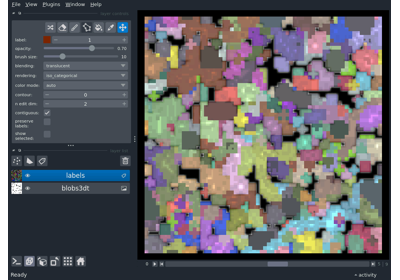 File View Plugins Window Help
label: 1
opacity: 0.70
brush size: 10
blending: translucent
rendering: iso_categorical
color mode: auto
contour: 0
n edit dim: 2
contiguous:
preserve
labels:
show
selected:
labels
blobs3dt
Ready
activity